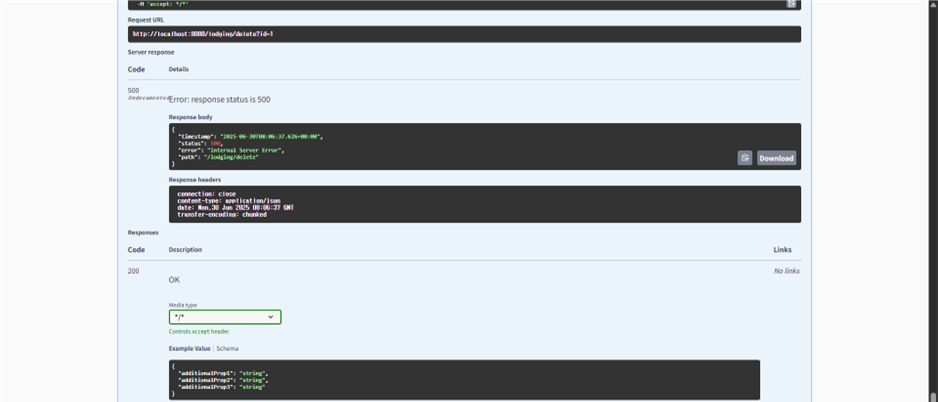 -H 'accept: */*'
Request URL
http://localhost:8080/lodging/delete?id=1
Server response
Code Details
500
Undocumented
Error: response status is 500
Response body
{
"timestamp": "2025-06-30T08:06:37.626+00:00",
"status": 500,
"error": "Internal Server Error",
"path": "/lodging/delete"
}
Download
Response headers
connection: close
content-type: application/json
date: Mon,30 Jun 2025 08:06:37 GMT
transfer-encoding: chunked
Responses
Code Description Links
200 No links
OK
Media type
*/*
Controls Accept header.
Example Value Schema
{
"additionalProp1": "string",
"additionalProp2": "string",
"additionalProp3": "string"
}